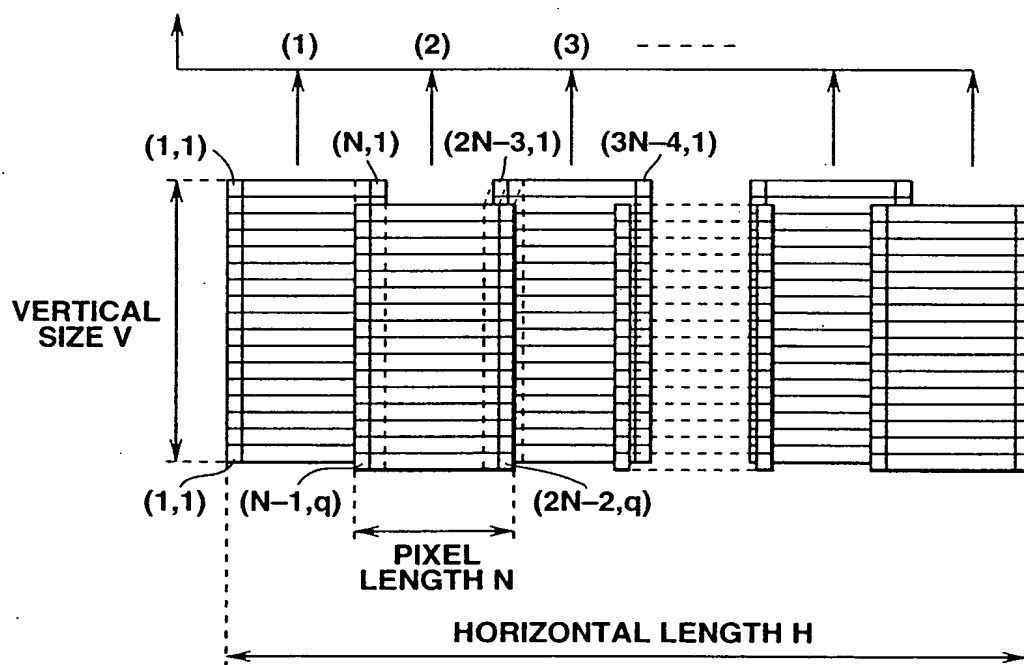 (1) (2) (3)
(1,1) (N,1) (2N–3,1) (3N–4,1)
VERTICAL
SIZE V
(1,1) (N–1,q) (2N–2,q)
PIXEL
LENGTH N
HORIZONTAL LENGTH H